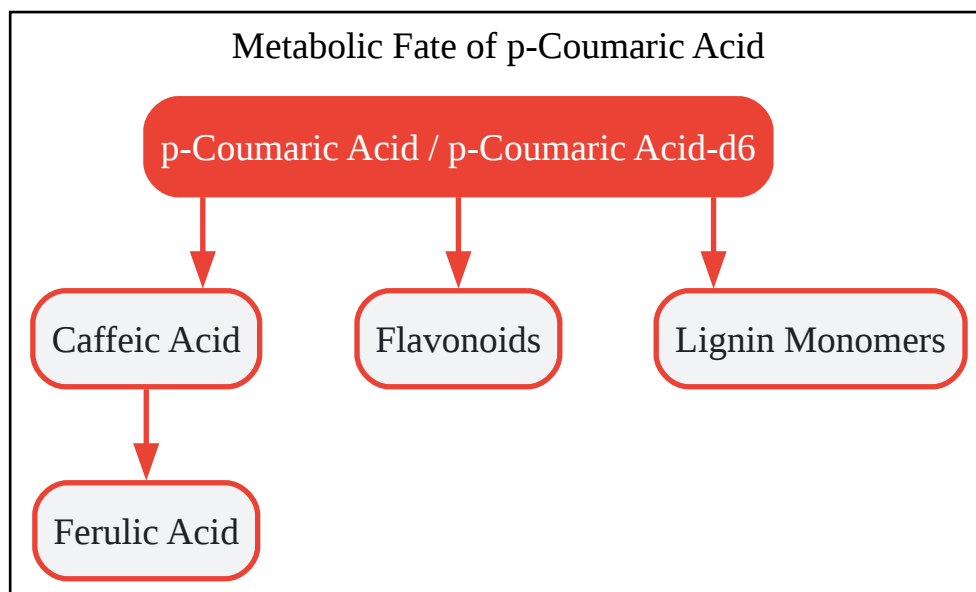 Metabolic Fate of p-Coumaric Acid
p-Coumaric Acid / p-Coumaric Acid-d6
Caffeic Acid
Flavonoids
Lignin Monomers
Ferulic Acid